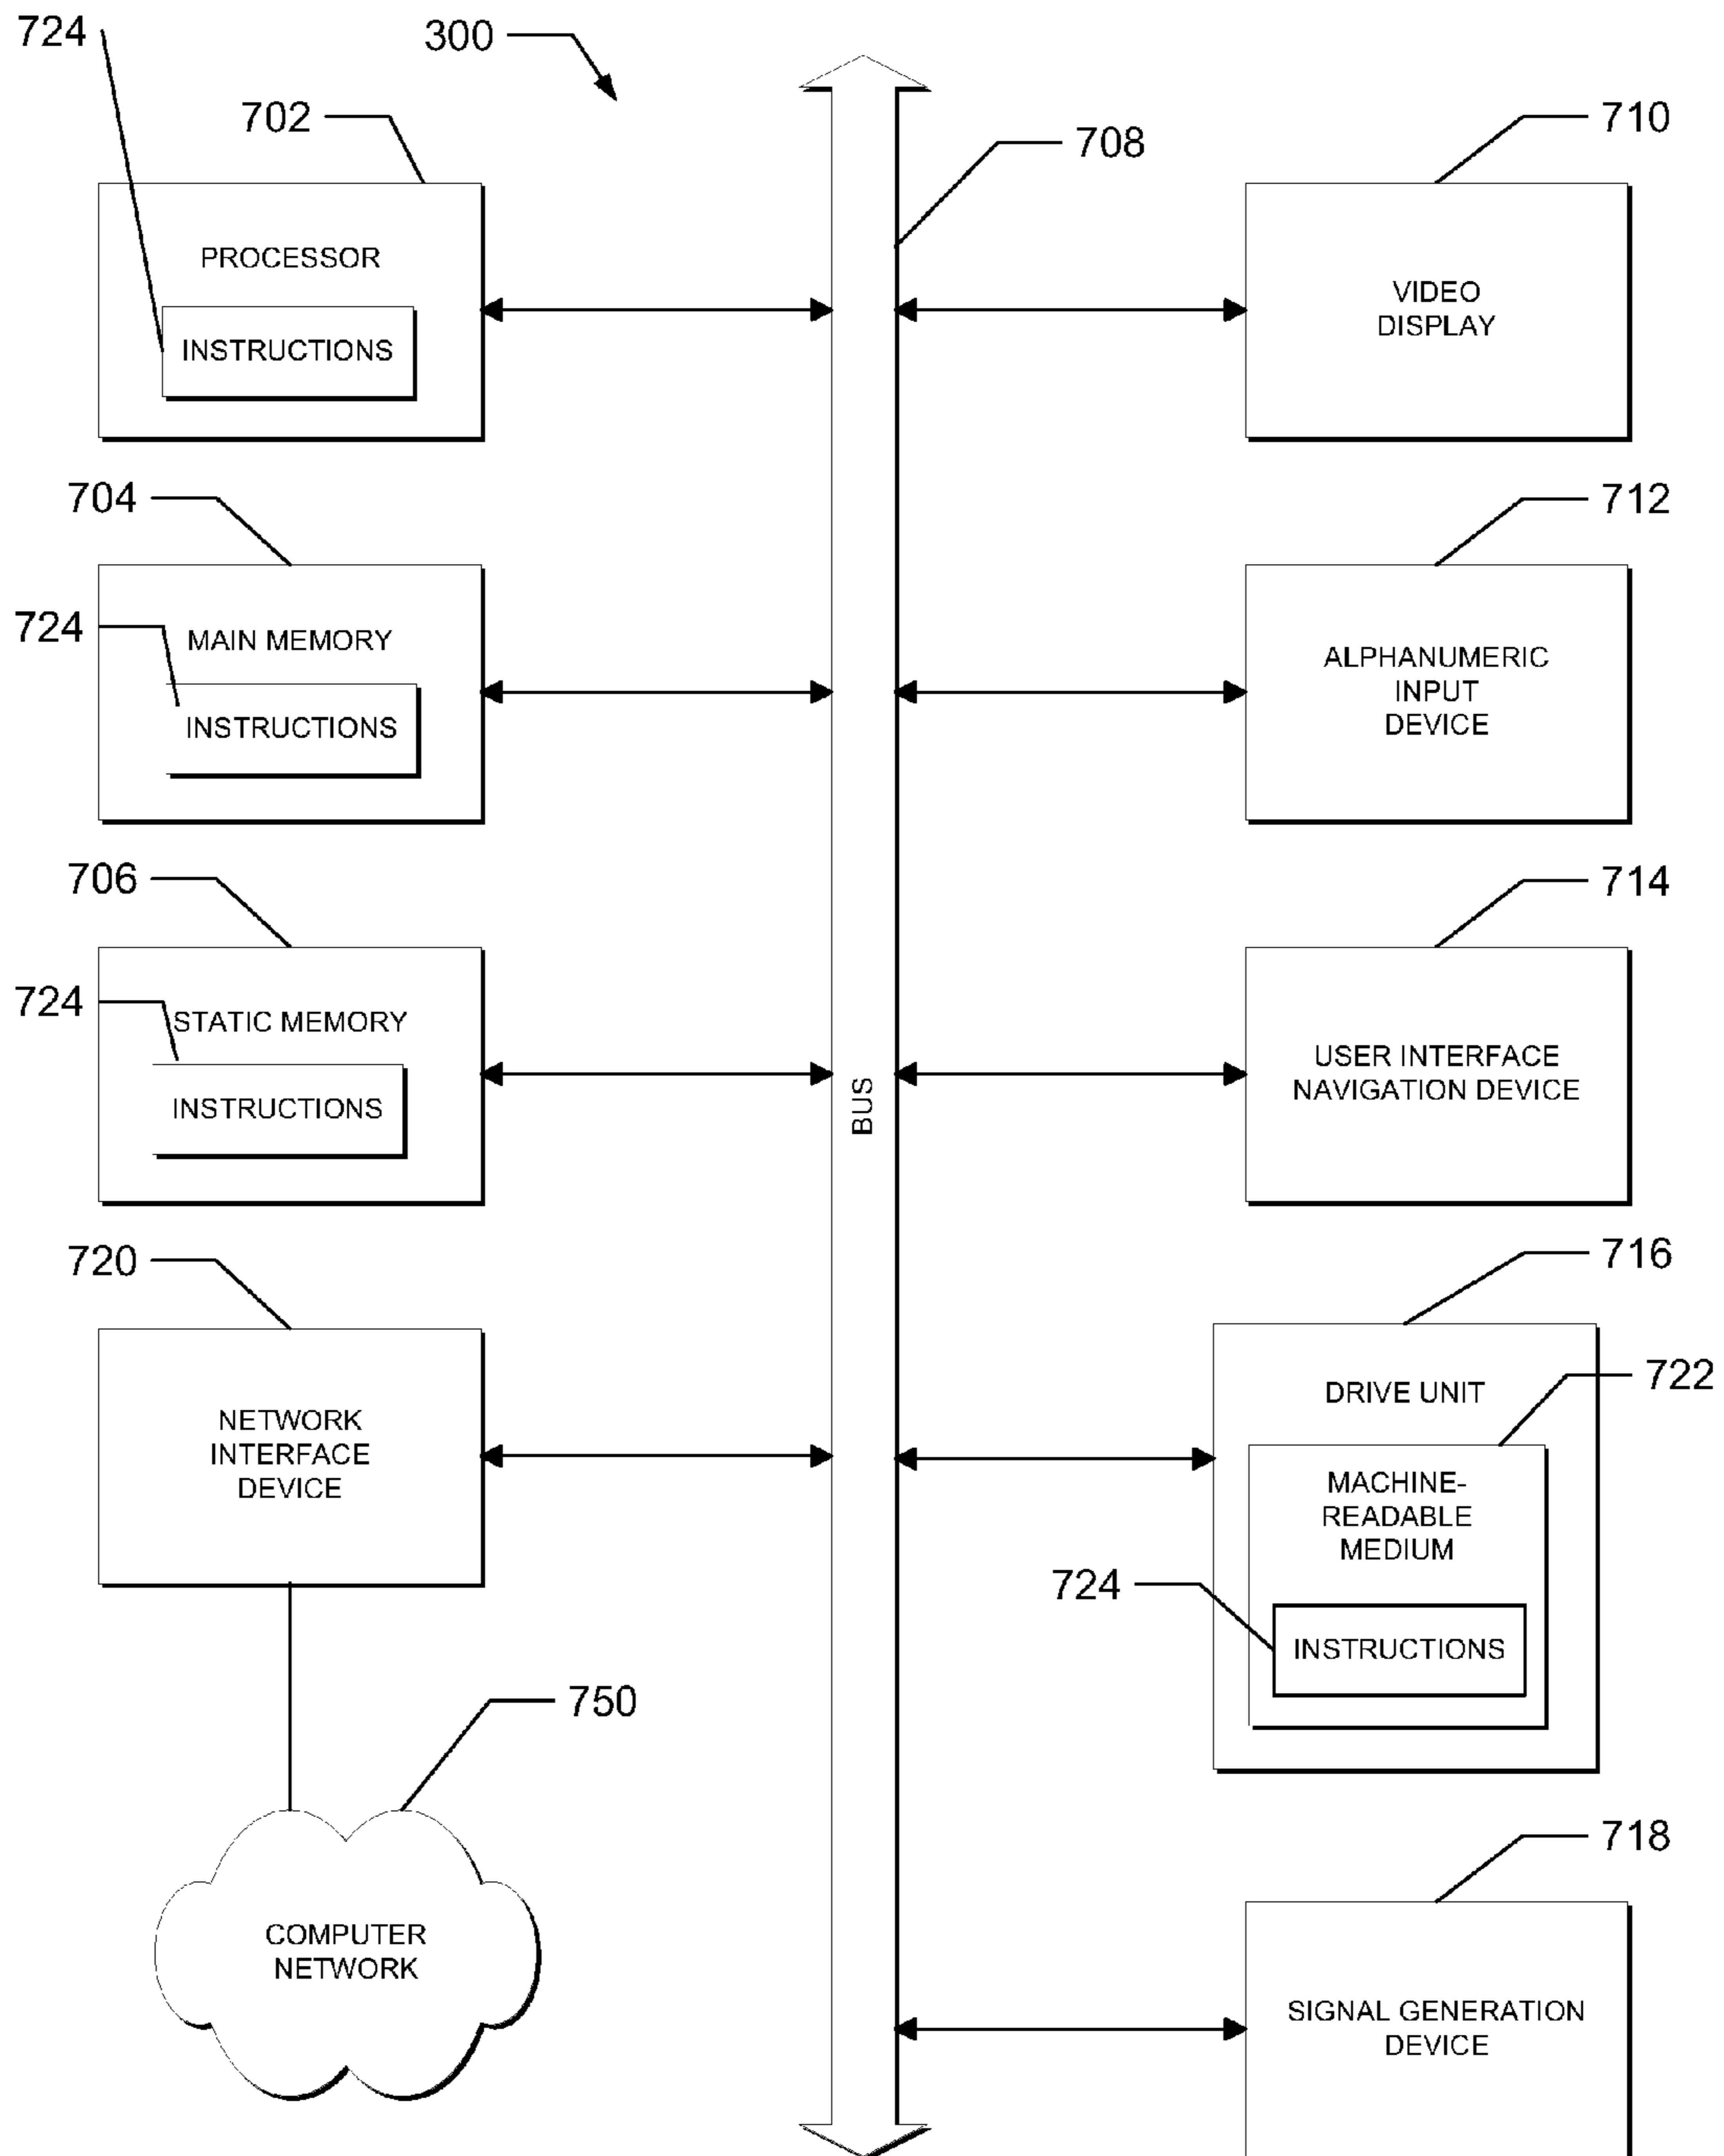 724
300
702
708
710
PROCESSOR
INSTRUCTIONS
VIDEO
DISPLAY
704
712
724
MAIN MEMORY
INSTRUCTIONS
ALPHANUMERIC
INPUT
DEVICE
706
714
724
STATIC MEMORY
INSTRUCTIONS
BUS
USER INTERFACE
NAVIGATION DEVICE
720
716
722
NETWORK
INTERFACE
DEVICE
DRIVE UNIT
MACHINE-
READABLE
MEDIUM
724
INSTRUCTIONS
750
COMPUTER
NETWORK
718
SIGNAL GENERATION
DEVICE